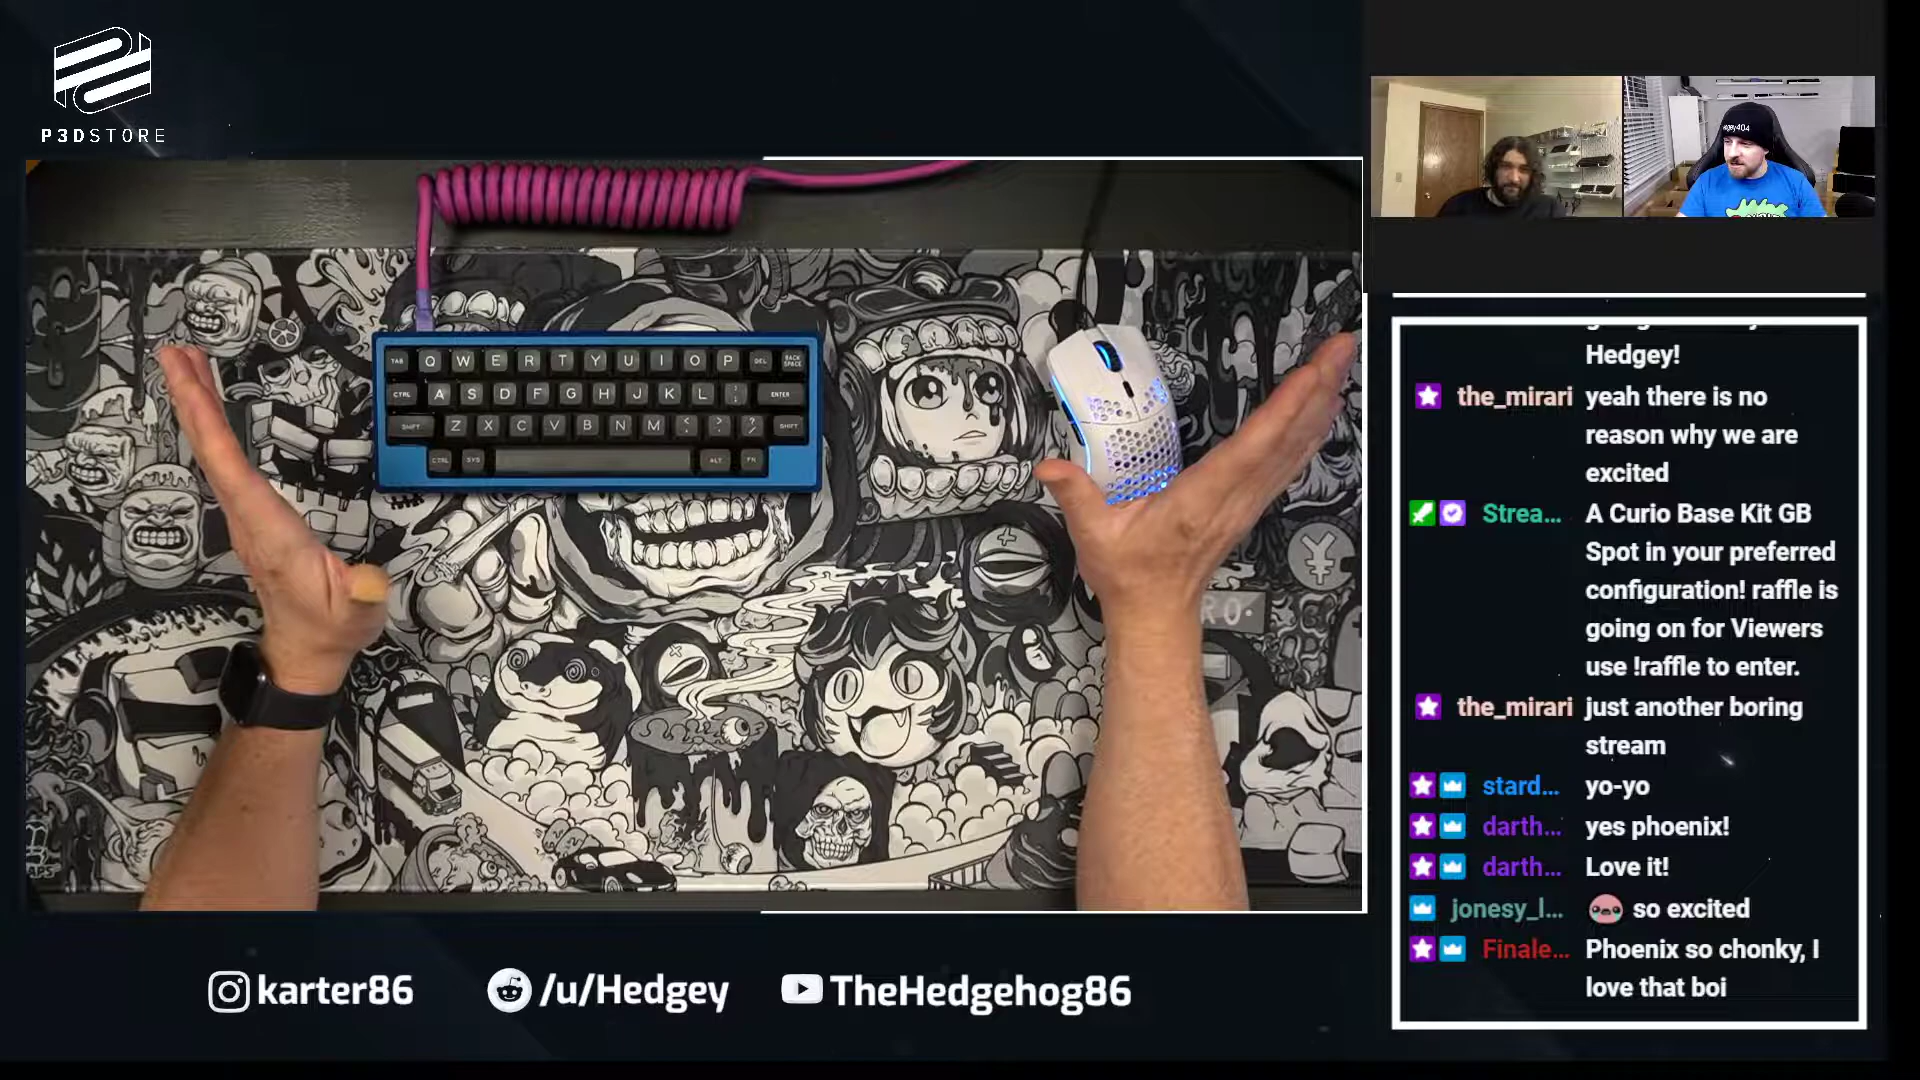 P3DSTORE
egey404
Hedgey!
the_mirari yeah there is no
reason why we are
excited
Strea... A Curio Base Kit GB
Spot in your preferred
configuration! raffle is
going on for Viewers
use !raffle to enter.
the_mirari just another boring
stream
stard... yo-yo
darth... yes phoenix!
darth... Love it!
jonesy_l... so excited
Finale... Phoenix so chonky, I
love that boi
TAB Q W E R T Y U I O P DEL BACK SPACE
CTRL A S D F G H J K L : ; ENTER
SHIFT Z X C V B N M < > ? / SHIFT
CTRL SYS ALT FN
¥
RO.
APS
karter86 /u/Hedgey TheHedgehog86